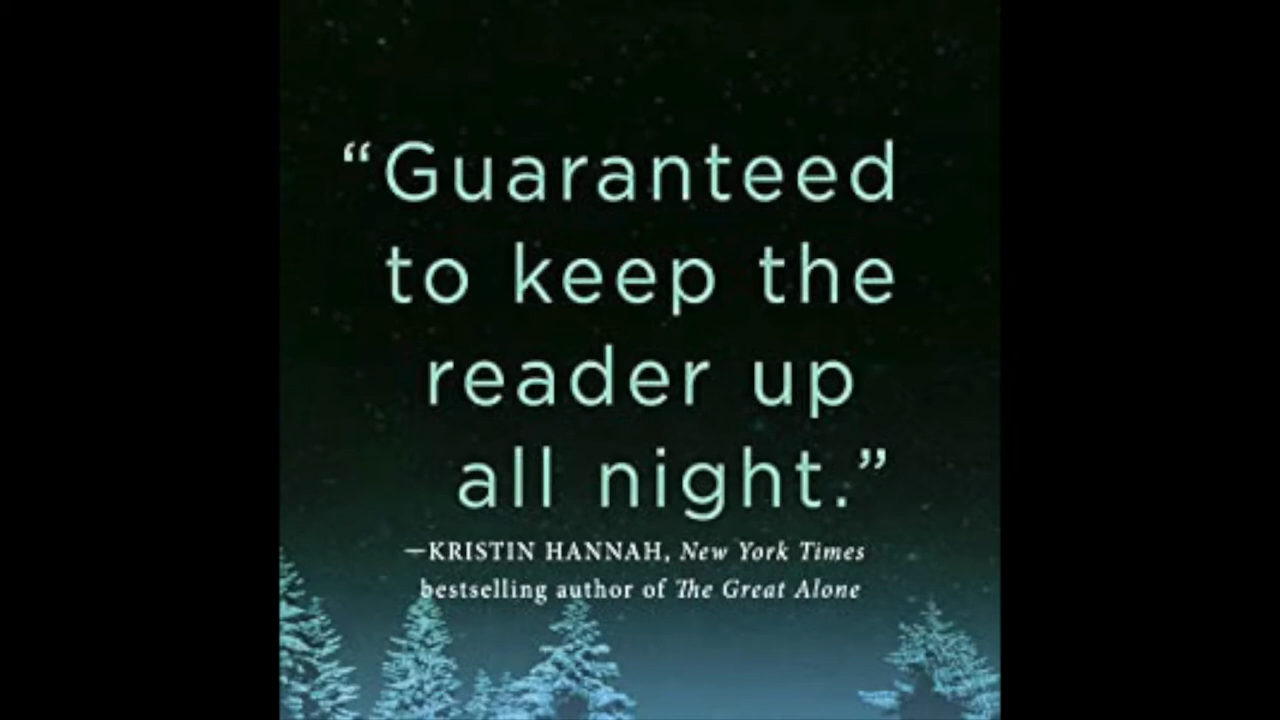 “Guaranteed
to keep the
reader up
all night.”
—KRISTIN HANNAH, New York Times
bestselling author of The Great Alone